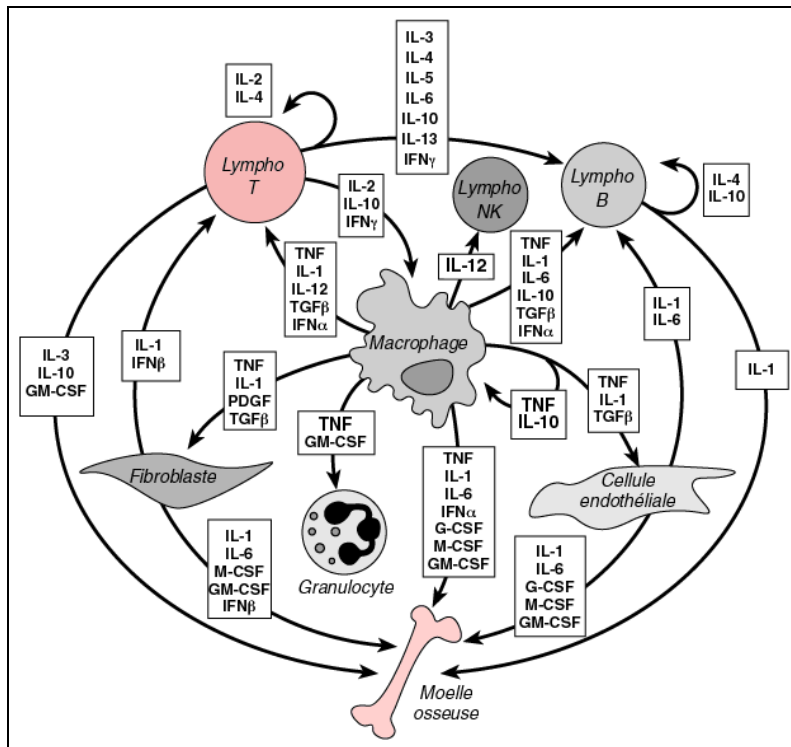 IL-3
IL-4
IL-5
IL-6
IL-10
IL-13
IFNγ
IL-2
IL-4
Lympho
T
IL-2
IL-10
IFNγ
Lympho
NK
Lympho
B
IL-4
IL-10
TNF
IL-1
IL-12
TGFβ
IFNα
IL-12
TNF
IL-1
IL-6
IL-10
TGFβ
IFNα
IL-1
IL-6
IL-3
IL-10
GM-CSF
IL-1
IFNβ
Macrophage
IL-1
TNF
IL-1
PDGF
TGFβ
TNF
GM-CSF
TNF
IL-10
TNF
IL-1
TGFβ
Fibroblaste
TNF
IL-1
IL-6
IFNα
G-CSF
M-CSF
GM-CSF
Cellule
endothéliale
IL-1
IL-6
M-CSF
GM-CSF
IFNβ
Granulocyte
IL-1
IL-6
G-CSF
M-CSF
GM-CSF
Moelle
osseuse